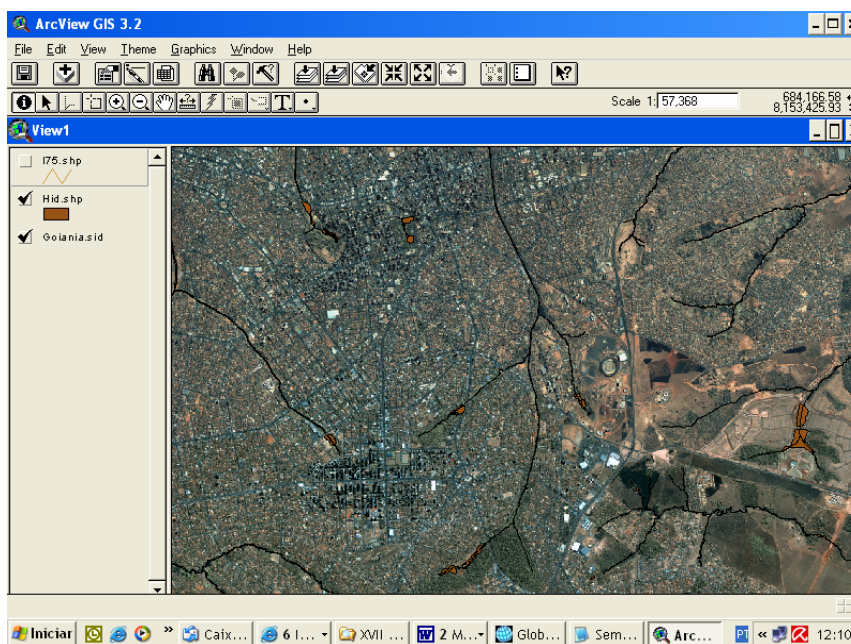 ArcView GIS 3.2
File Edit View Theme Graphics Window Help
Scale 1: 57,368
684,166.58
8,153,425.93
View1
l75.shp
Hid.shp
Goiania.sid
Iniciar » Caix... 6 I... XVII ... 2 M... Glob... Sem... Arc... PT « 12:10